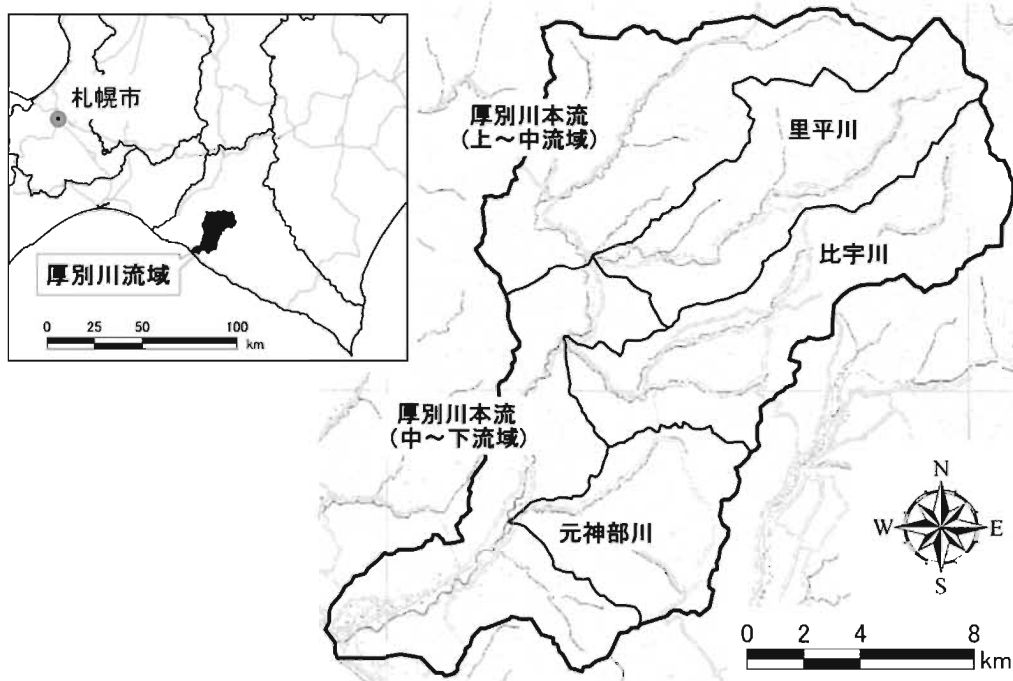 札幌市
厚別川流域
0 25 50 100
km
厚別川本流
(上～中流域)
里平川
比宇川
厚別川本流
(中～下流域)
元神部川
N
W E
S
0 2 4 8
km